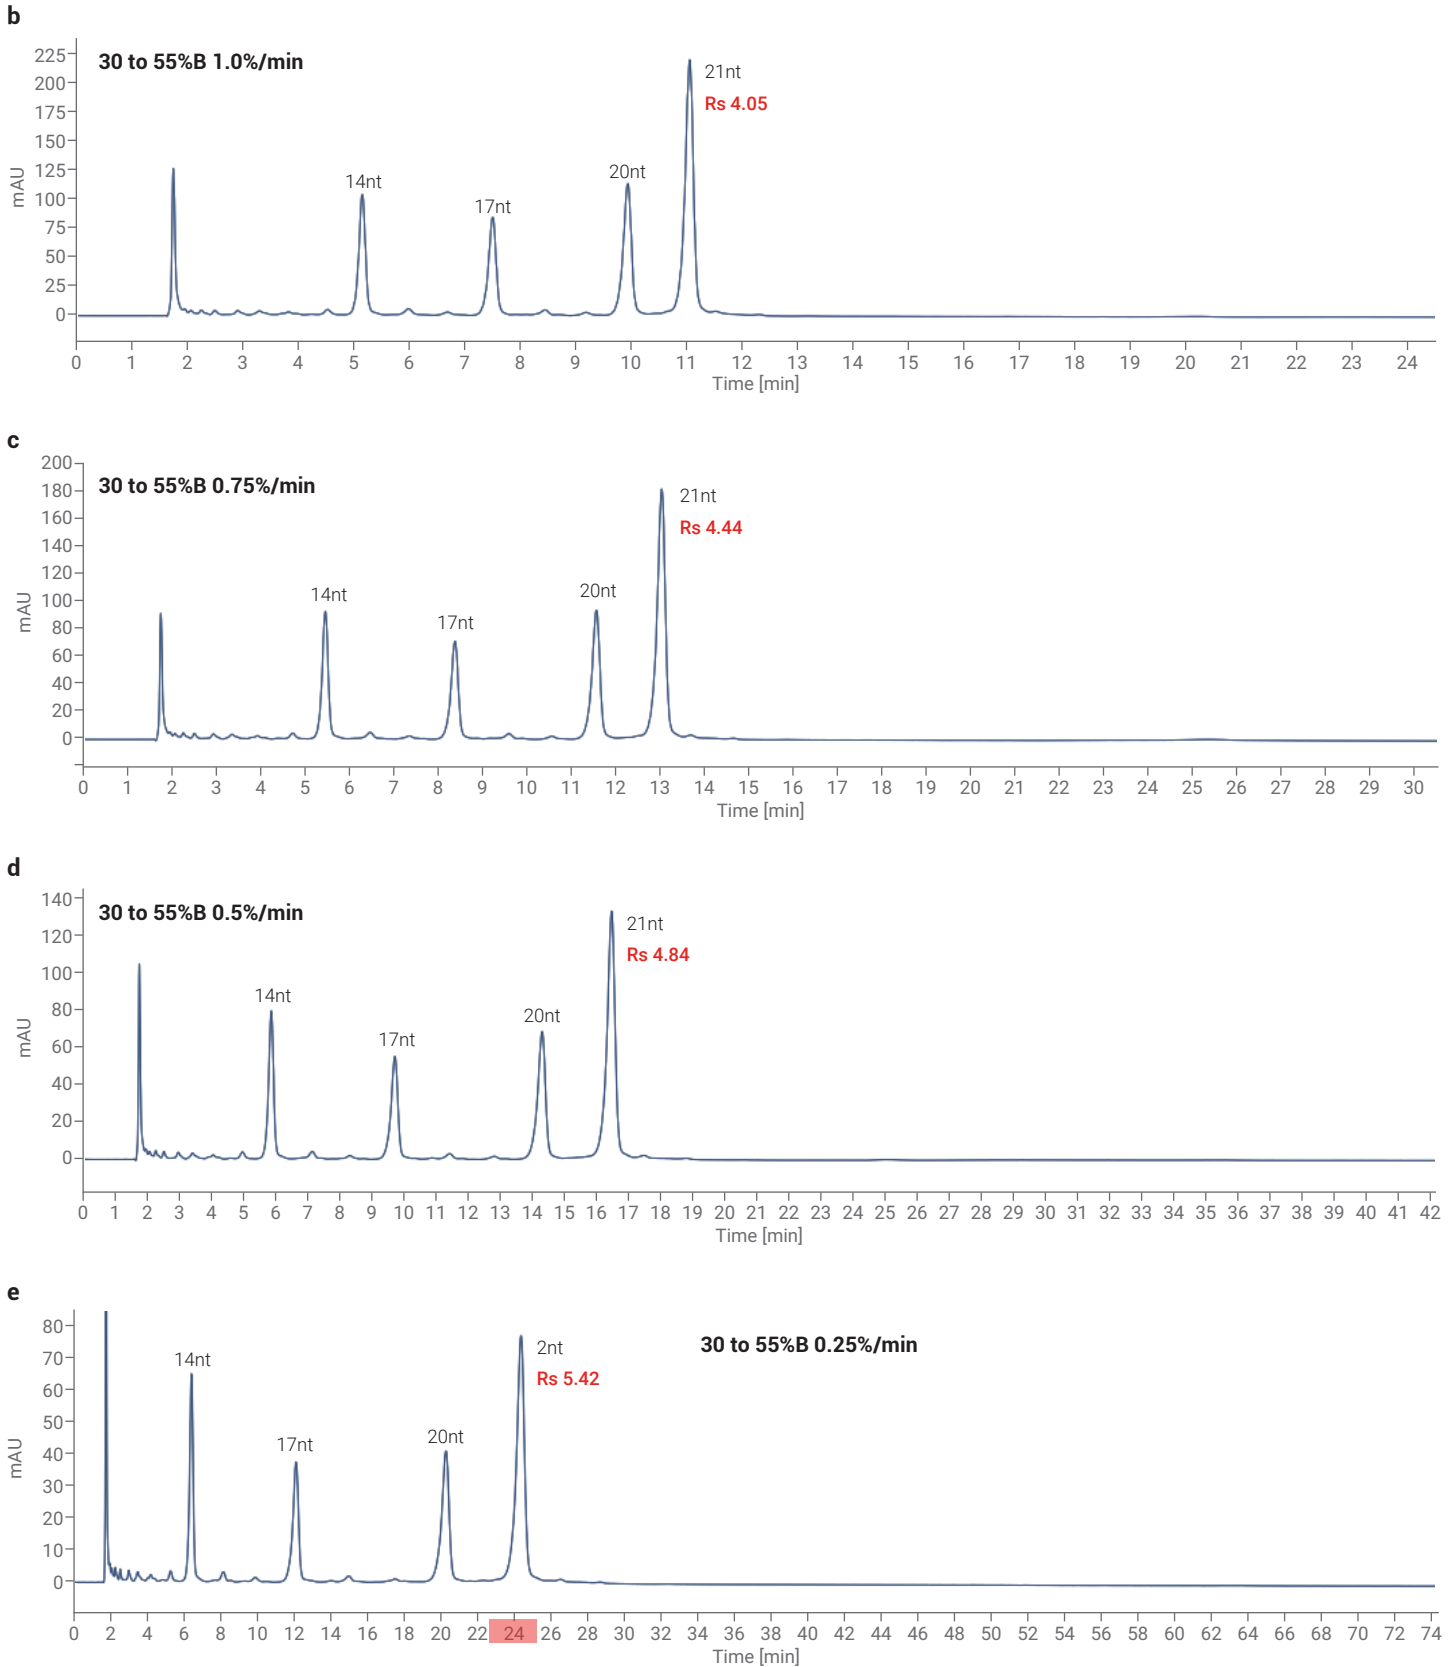 b
30 to 55%B 1.0%/min
21nt
Rs 4.05
14nt
17nt
20nt
mAU
225
200
175
150
125
100
75
50
25
0
0 1 2 3 4 5 6 7 8 9 10 11 12 13 14 15 16 17 18 19 20 21 22 23 24
Time [min]
c
30 to 55%B 0.75%/min
21nt
Rs 4.44
14nt
17nt
20nt
mAU
200
180
160
140
120
100
80
60
40
20
0
0 1 2 3 4 5 6 7 8 9 10 11 12 13 14 15 16 17 18 19 20 21 22 23 24 25 26 27 28 29 30
Time [min]
d
30 to 55%B 0.5%/min
21nt
Rs 4.84
14nt
17nt
20nt
mAU
140
120
100
80
60
40
20
0
0 1 2 3 4 5 6 7 8 9 10 11 12 13 14 15 16 17 18 19 20 21 22 23 24 25 26 27 28 29 30 31 32 33 34 35 36 37 38 39 40 41 42
Time [min]
e
30 to 55%B 0.25%/min
2nt
Rs 5.42
14nt
17nt
20nt
mAU
80
70
60
50
40
30
20
10
0
0 2 4 6 8 10 12 14 16 18 20 22 24 26 28 30 32 34 36 38 40 42 44 46 48 50 52 54 56 58 60 62 64 66 68 70 72 74
Time [min]